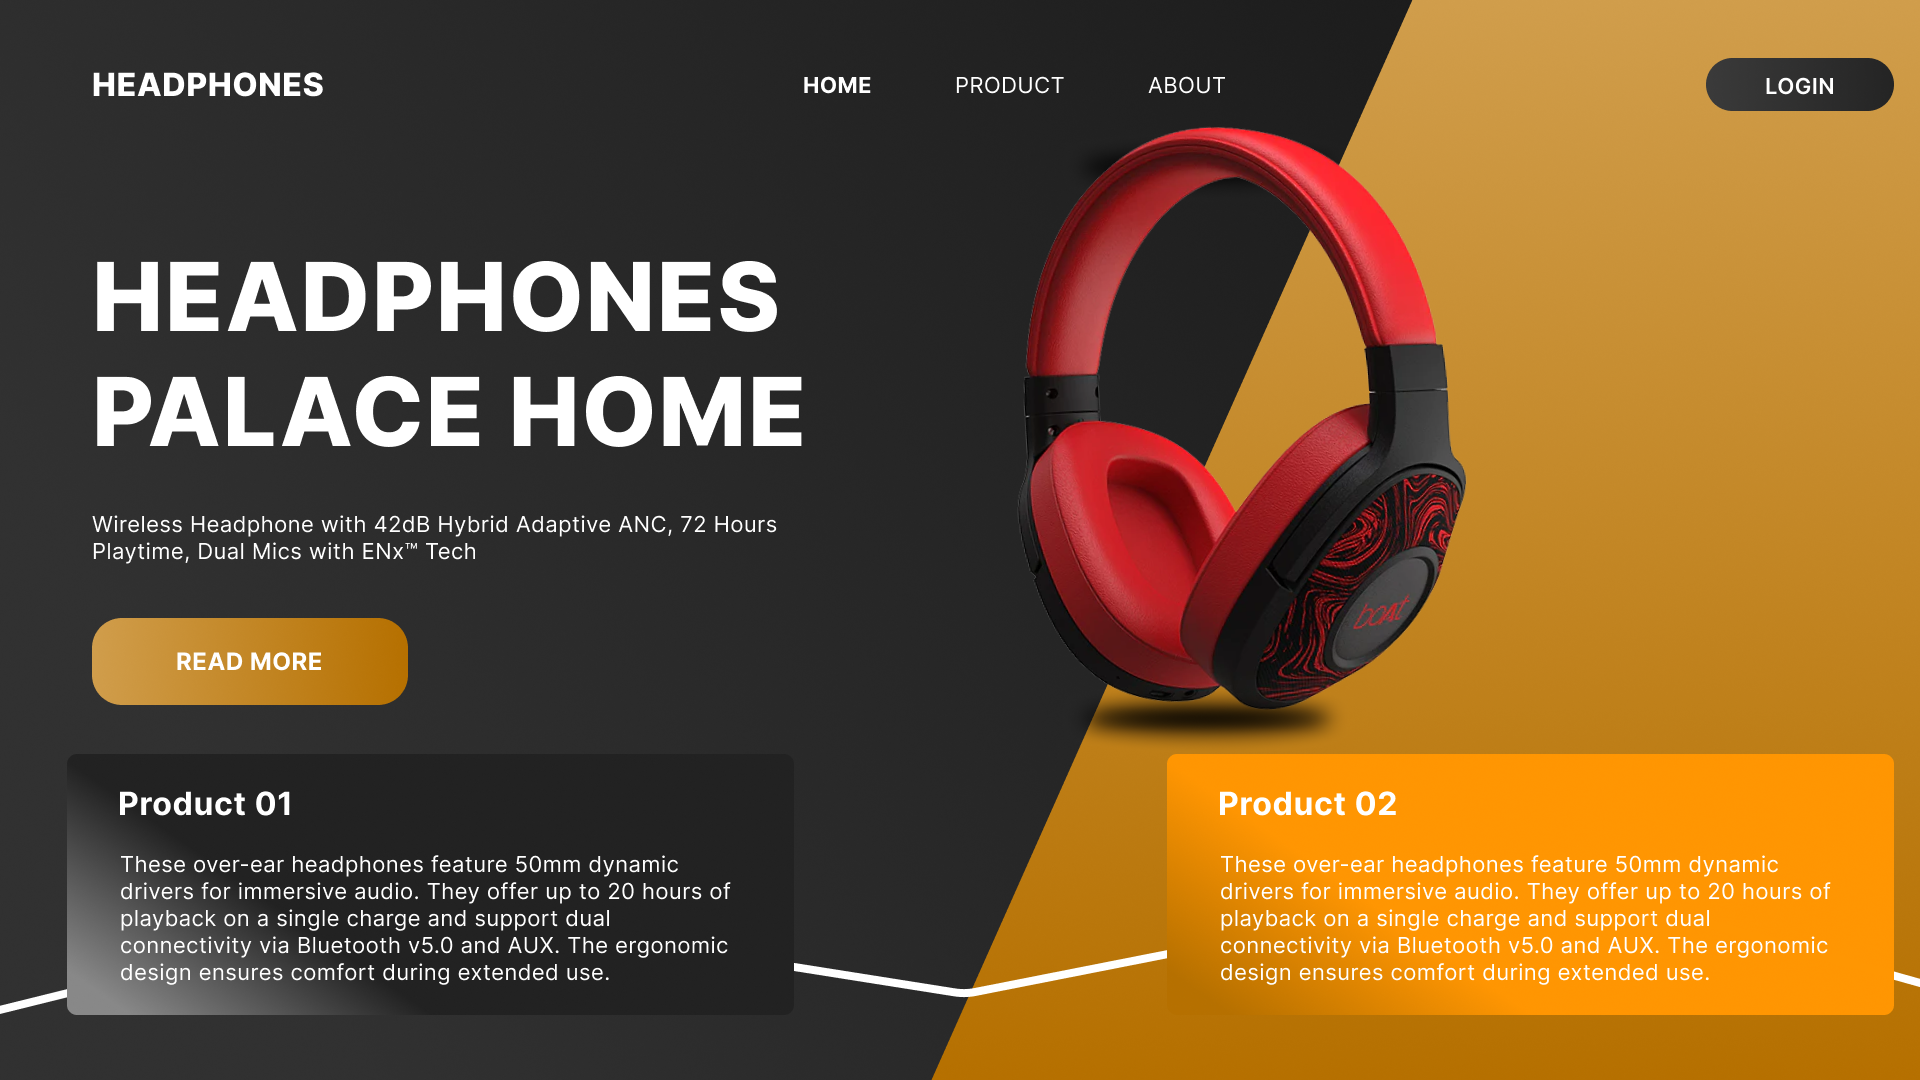 HEADPHONES
HOME
PRODUCT
ABOUT
LOGIN
HEADPHONES
PALACE HOME
Wireless Headphone with 42dB Hybrid Adaptive ANC, 72 Hours
Playtime, Dual Mics with ENx™ Tech
READ MORE
boAt
Product 01
These over-ear headphones feature 50mm dynamic
drivers for immersive audio. They offer up to 20 hours of
playback on a single charge and support dual
connectivity via Bluetooth v5.0 and AUX. The ergonomic
design ensures comfort during extended use.
Product 02
These over-ear headphones feature 50mm dynamic
drivers for immersive audio. They offer up to 20 hours of
playback on a single charge and support dual
connectivity via Bluetooth v5.0 and AUX. The ergonomic
design ensures comfort during extended use.